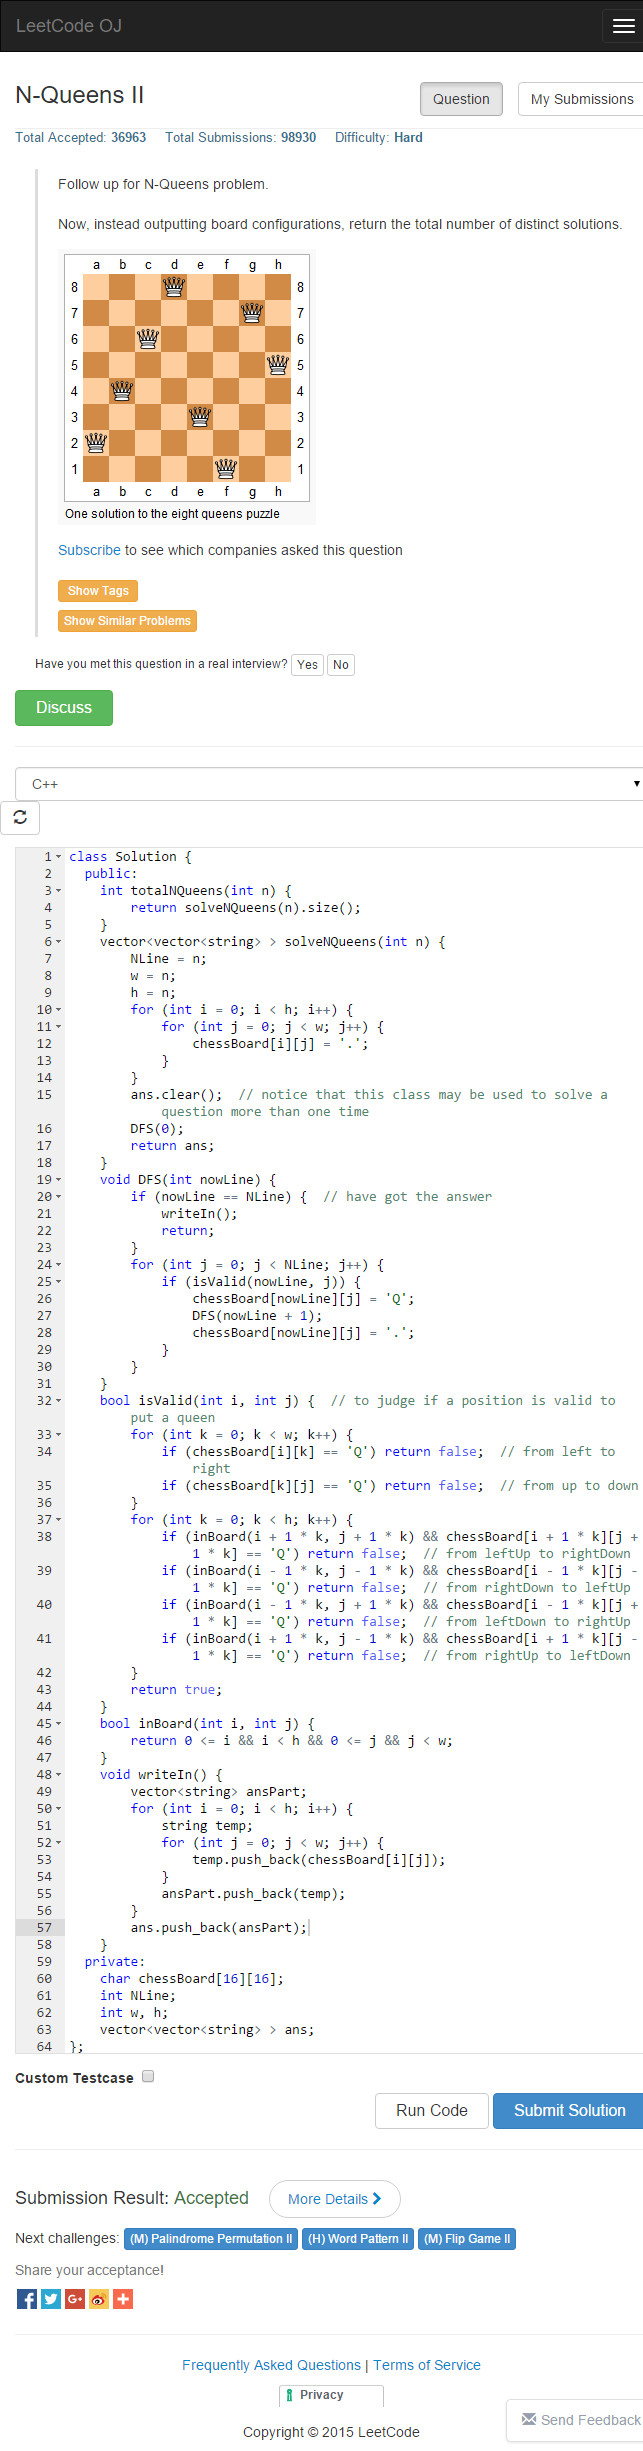 LeetCode OJ
N-Queens II
Question
My Submissions
Total Accepted: 36963 Total Submissions: 98930 Difficulty: Hard
Follow up for N-Queens problem.
Now, instead outputting board configurations, return the total number of distinct solutions.
a b c d e f g h
8 8
7 7
6 6
5 5
4 4
3 3
2 2
1 1
a b c d e f g h
One solution to the eight queens puzzle
Subscribe to see which companies asked this question
Show Tags
Show Similar Problems
Have you met this question in a real interview? Yes No
Discuss
C++
1 class Solution {
2 public:
3 int totalNQueens(int n) {
4 return solveNQueens(n).size();
5 }
6 vector<vector<string> > solveNQueens(int n) {
7 NLine = n;
8 w = n;
9 h = n;
10 for (int i = 0; i < h; i++) {
11 for (int j = 0; j < w; j++) {
12 chessBoard[i][j] = '.';
13 }
14 }
15 ans.clear(); // notice that this class may be used to solve a
question more than one time
16 DFS(0);
17 return ans;
18 }
19 void DFS(int nowLine) {
20 if (nowLine == NLine) { // have got the answer
21 writeIn();
22 return;
23 }
24 for (int j = 0; j < NLine; j++) {
25 if (isValid(nowLine, j)) {
26 chessBoard[nowLine][j] = 'Q';
27 DFS(nowLine + 1);
28 chessBoard[nowLine][j] = '.';
29 }
30 }
31 }
32 bool isValid(int i, int j) { // to judge if a position is valid to
put a queen
33 for (int k = 0; k < w; k++) {
34 if (chessBoard[i][k] == 'Q') return false; // from left to
right
35 if (chessBoard[k][j] == 'Q') return false; // from up to down
36 }
37 for (int k = 0; k < h; k++) {
38 if (inBoard(i + 1 * k, j + 1 * k) && chessBoard[i + 1 * k][j +
1 * k] == 'Q') return false; // from leftUp to rightDown
39 if (inBoard(i - 1 * k, j - 1 * k) && chessBoard[i - 1 * k][j -
1 * k] == 'Q') return false; // from rightDown to leftUp
40 if (inBoard(i - 1 * k, j + 1 * k) && chessBoard[i - 1 * k][j +
1 * k] == 'Q') return false; // from leftDown to rightUp
41 if (inBoard(i + 1 * k, j - 1 * k) && chessBoard[i + 1 * k][j -
1 * k] == 'Q') return false; // from rightUp to leftDown
42 }
43 return true;
44 }
45 bool inBoard(int i, int j) {
46 return 0 <= i && i < h && 0 <= j && j < w;
47 }
48 void writeIn() {
49 vector<string> ansPart;
50 for (int i = 0; i < h; i++) {
51 string temp;
52 for (int j = 0; j < w; j++) {
53 temp.push_back(chessBoard[i][j]);
54 }
55 ansPart.push_back(temp);
56 }
57 ans.push_back(ansPart);
58 }
59 private:
60 char chessBoard[16][16];
61 int NLine;
62 int w, h;
63 vector<vector<string> > ans;
64 };
Custom Testcase
Run Code
Submit Solution
Submission Result: Accepted
More Details
Next challenges: (M) Palindrome Permutation II (H) Word Pattern II (M) Flip Game II
Share your acceptance!
Frequently Asked Questions | Terms of Service
Privacy
Send Feedback
Copyright © 2015 LeetCode